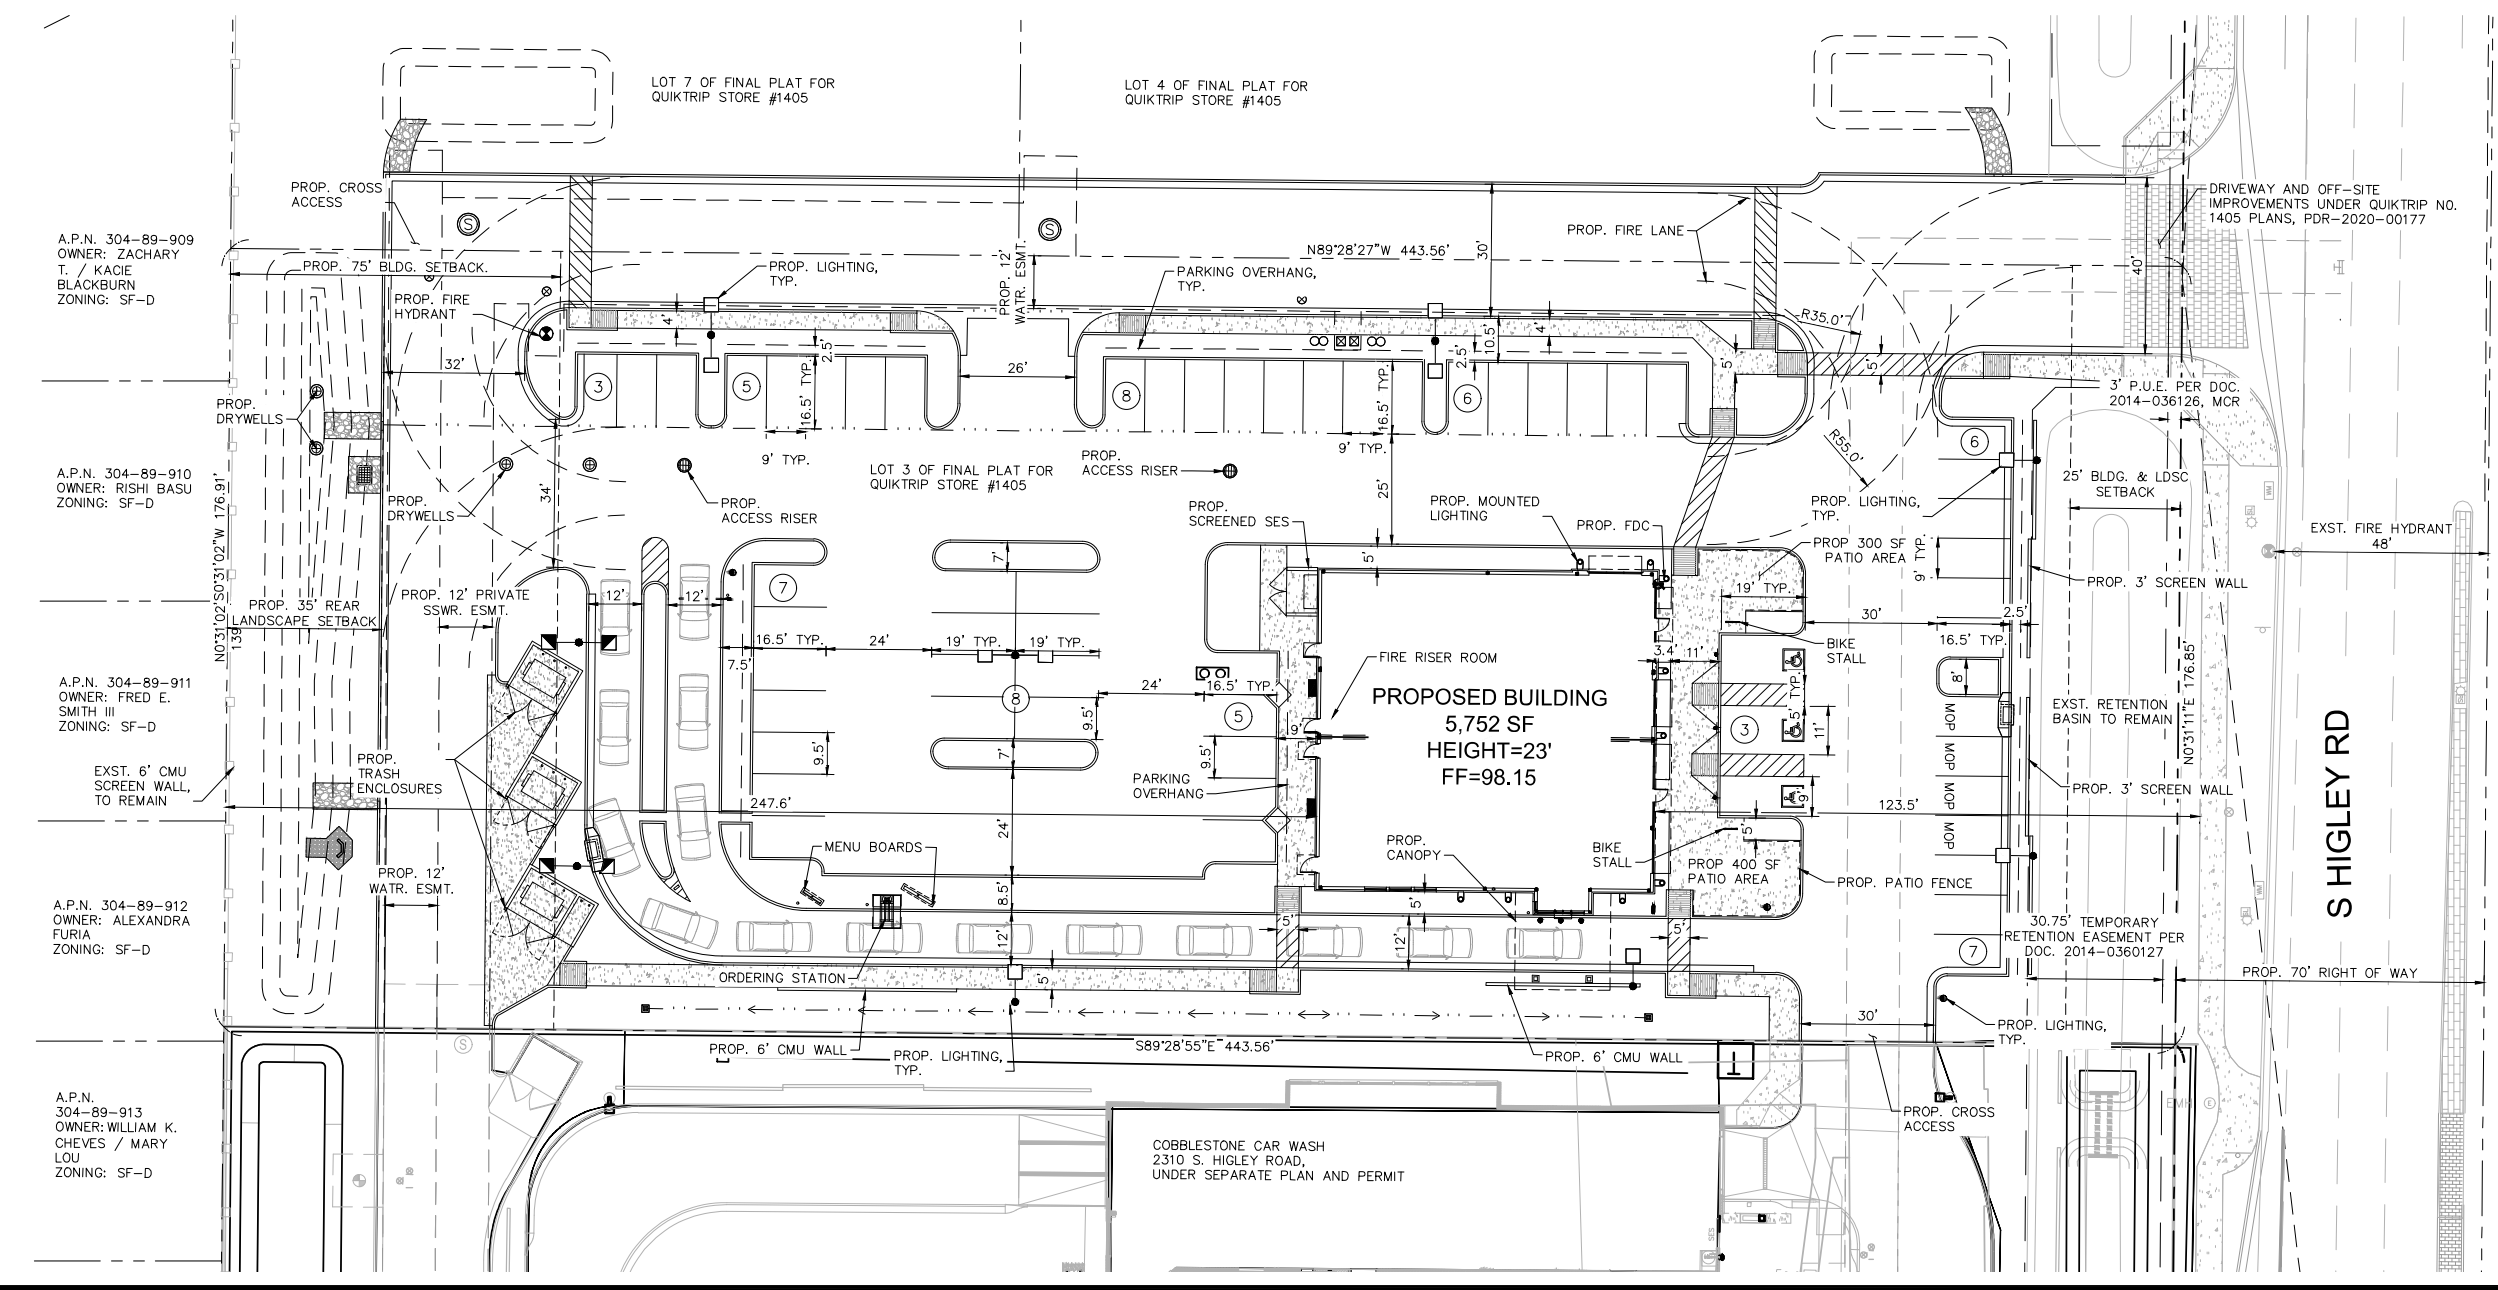 LOT 7 OF FINAL PLAT FOR
QUIKTRIP STORE #1405
LOT 4 OF FINAL PLAT FOR
QUIKTRIP STORE #1405
PROP. CROSS
ACCESS
DRIVEWAY AND OFF-SITE
IMPROVEMENTS UNDER QUIKTRIP NO.
1405 PLANS, PDR-2020-00177
A.P.N. 304-89-909
OWNER: ZACHARY
T. / KACIE
BLACKBURN
ZONING: SF-D
S
S
PROP. FIRE LANE
N89°28'27"W 443.56'
30'
40'
PROP. 75' BLDG. SETBACK.
PROP. LIGHTING,
TYP.
PROP. 12'
WATR. ESMT.
PARKING OVERHANG,
TYP.
PROP. FIRE
HYDRANT
4'
2.5'
10.5'
4'
2.5'
R35.0'
32'
3
5
16.5' TYP.
26'
8
16.5' TYP.
6
5'
5'
3' P.U.E. PER DOC.
2014-036126, MCR
PROP.
DRYWELLS
9' TYP.
9' TYP.
R55.0'
6
A.P.N. 304-89-910
OWNER: RISHI BASU
ZONING: SF-D
LOT 3 OF FINAL PLAT FOR
QUIKTRIP STORE #1405
PROP.
ACCESS RISER
25' BLDG. & LDSC
SETBACK
34'
25'
PROP.
DRYWELLS
PROP.
ACCESS RISER
PROP.
SCREENED SES
PROP. MOUNTED
LIGHTING
PROP. FDC
PROP. LIGHTING,
TYP.
WM
EXST. FIRE HYDRANT
48'
PROP 300 SF
PATIO AREA
9' TYP.
PROP. 3' SCREEN WALL
N0°31'02"
139
S0°31'02"W 176.91'
7'
5'
7
19' TYP.
PROP. 12' PRIVATE
SSWR. ESMT.
12'
12'
PROP. 35' REAR
LANDSCAPE SETBACK
30'
2.5'
16.5' TYP.
BIKE
STALL
16.5' TYP.
7.5'
24'
19' TYP.
19' TYP.
FIRE RISER ROOM
3.4'
11'
8'
A.P.N. 304-89-911
OWNER: FRED E.
SMITH III
ZONING: SF-D
24'
16.5' TYP.
8
9.5'
5
PROPOSED BUILDING
5,752 SF
HEIGHT=23'
FF=98.15
9'
3
5' TYP.
11'
EXST. RETENTION
BASIN TO REMAIN
N0°31'11"E 176.85'
MOP
MOP
MOP
MOP
S HIGLEY RD
9.5'
7'
9.5'
PROP.
TRASH
ENCLOSURES
EXST. 6' CMU
SCREEN WALL,
TO REMAIN
PARKING
OVERHANG
9'
PROP. 3' SCREEN WALL
247.6'
123.5'
24'
MENU BOARDS
PROP.
CANOPY
BIKE
STALL
5'
PROP 400 SF
PATIO AREA
PROP. PATIO FENCE
PROP. 12'
WATR. ESMT.
8.5'
5'
WM
A.P.N. 304-89-912
OWNER: ALEXANDRA
FURIA
ZONING: SF-D
12'
5'
12'
5'
30.75' TEMPORARY
RETENTION EASEMENT PER
DOC. 2014-0360127
7
PROP. 70' RIGHT OF WAY
ORDERING STATION
5'
30'
PROP. LIGHTING,
TYP.
S
PROP. 6' CMU WALL
PROP. LIGHTING,
TYP.
S89°28'55"E 443.56'
PROP. 6' CMU WALL
A.P.N.
304-89-913
OWNER: WILLIAM K.
CHEVES / MARY
LOU
ZONING: SF-D
EMH
E
PROP. CROSS
ACCESS
COBBLESTONE CAR WASH
2310 S. HIGLEY ROAD,
UNDER SEPARATE PLAN AND PERMIT
SES